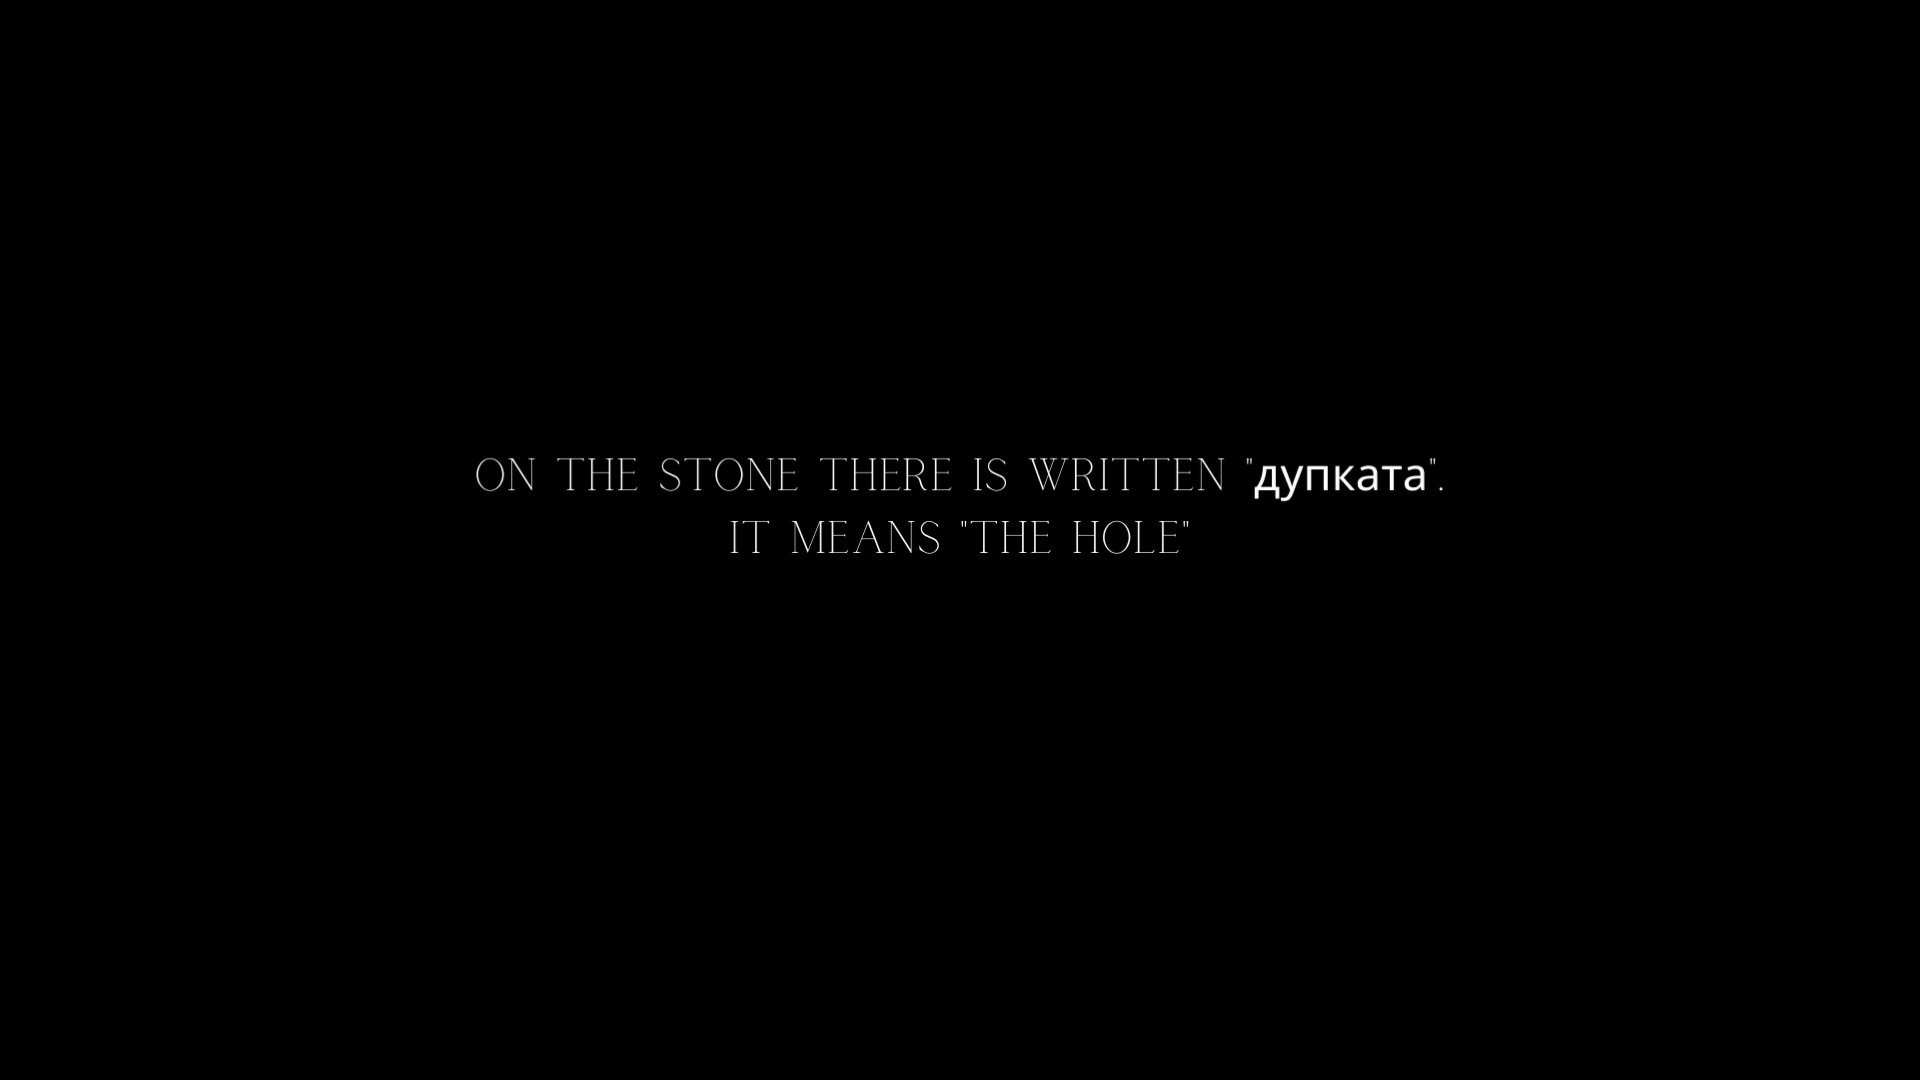 ON THE STONE THERE IS WRITTEN "дупката".
IT MEANS "THE HOLE"